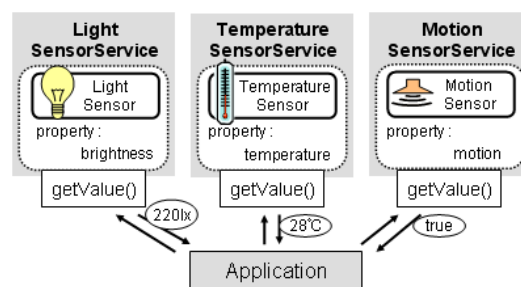 Light
SensorService
Light
Sensor
property :
brightness
getValue()
Temperature
SensorService
Temperature
Sensor
property :
temperature
getValue()
Motion
SensorService
Motion
Sensor
property :
motion
getValue()
220lx
28℃
true
Application